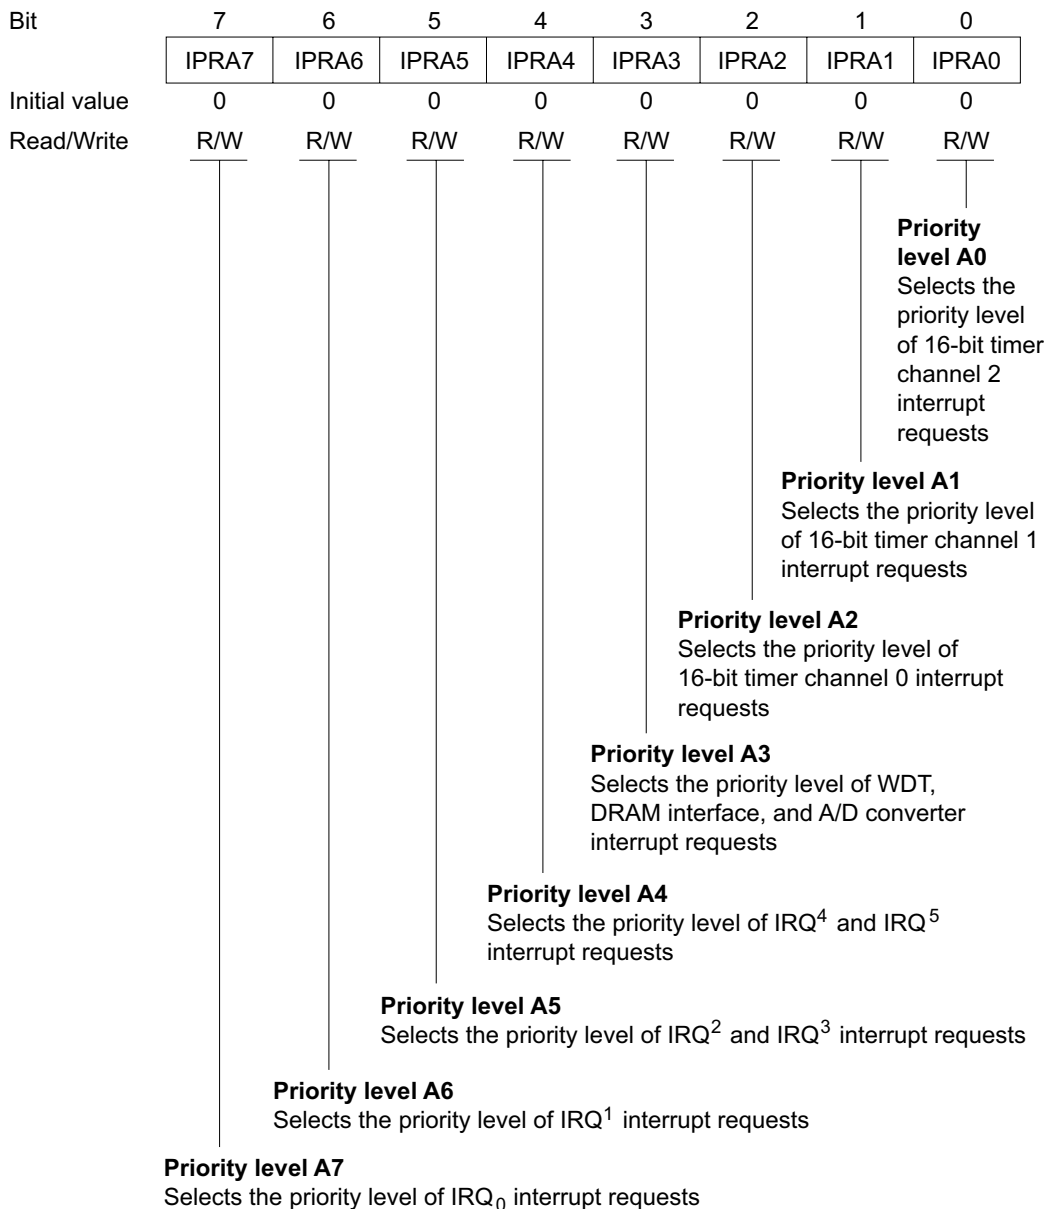 Bit 7 6 5 4 3 2 1 0
IPRA7 IPRA6 IPRA5 IPRA4 IPRA3 IPRA2 IPRA1 IPRA0
Initial value 0 0 0 0 0 0 0 0
Read/Write R/W R/W R/W R/W R/W R/W R/W R/W
Priority
level A0
Selects the
priority level
of 16-bit timer
channel 2
interrupt
requests
Priority level A1
Selects the priority level
of 16-bit timer channel 1
interrupt requests
Priority level A2
Selects the priority level of
16-bit timer channel 0 interrupt
requests
Priority level A3
Selects the priority level of WDT,
DRAM interface, and A/D converter
interrupt requests
Priority level A4
Selects the priority level of IRQ⁴ and IRQ⁵
interrupt requests
Priority level A5
Selects the priority level of IRQ² and IRQ³ interrupt requests
Priority level A6
Selects the priority level of IRQ¹ interrupt requests
Priority level A7
Selects the priority level of IRQ₀ interrupt requests